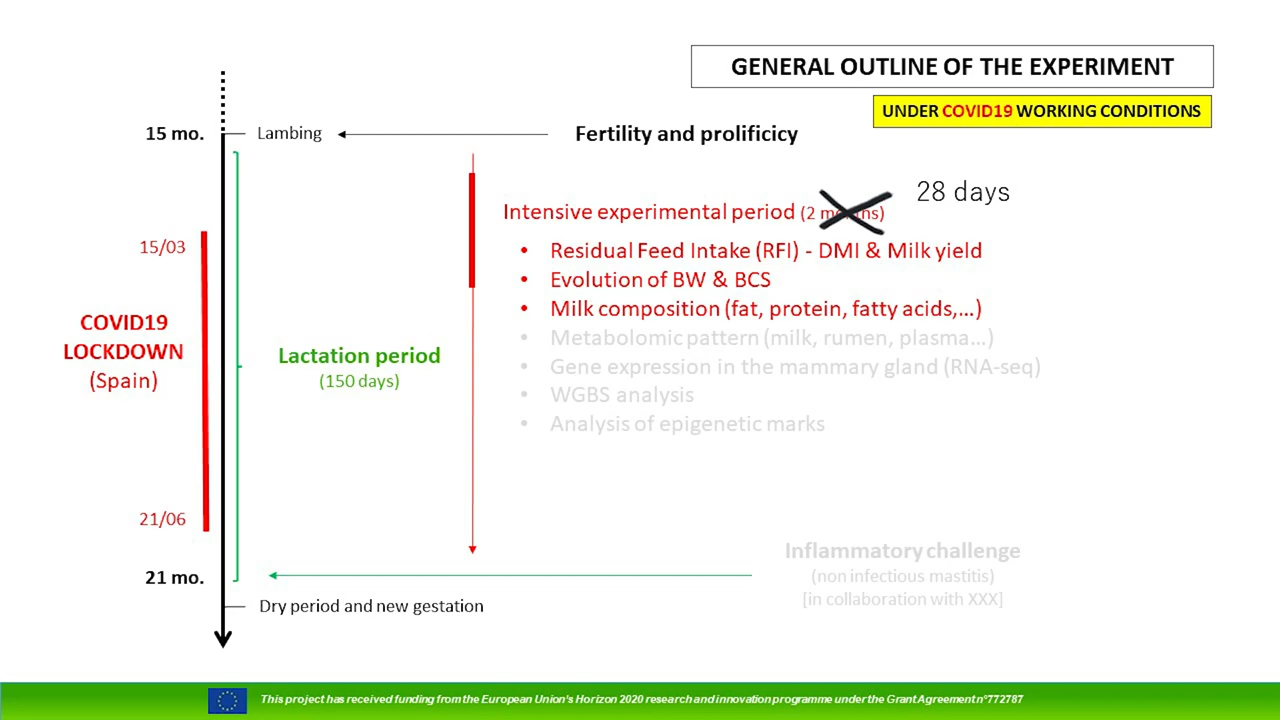 GENERAL OUTLINE OF THE EXPERIMENT
UNDER COVID19 WORKING CONDITIONS
15 mo.
Lambing
Fertility and prolificicy
28 days
Intensive experimental period (2 months)
• Residual Feed Intake (RFI) - DMI & Milk yield
• Evolution of BW & BCS
• Milk composition (fat, protein, fatty acids,...)
• Metabolomic pattern (milk, rumen, plasma...)
• Gene expression in the mammary gland (RNA-seq)
• WGBS analysis
• Analysis of epigenetic marks
15/03
COVID19
LOCKDOWN
(Spain)
Lactation period
(150 days)
21/06
Inflammatory challenge
(non infectious mastitis)
[in collaboration with XXX]
21 mo.
Dry period and new gestation
This project has received funding from the European Union's Horizon 2020 research and innovation programme under the Grant Agreement n°772787